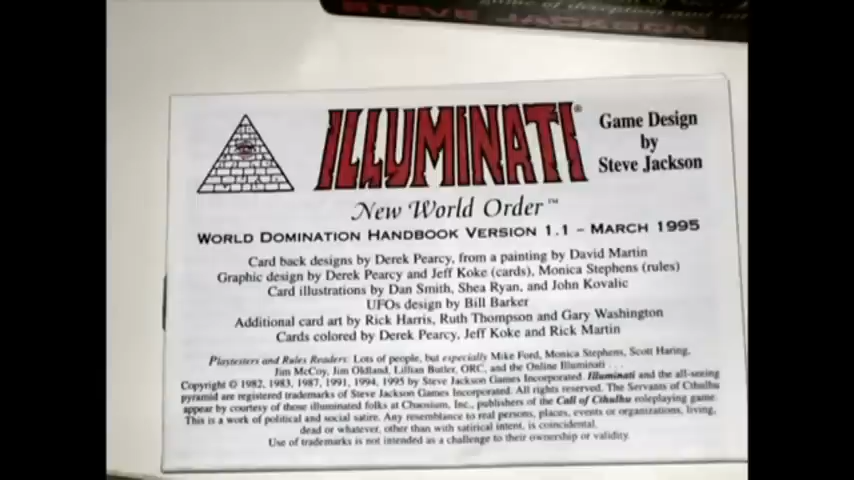 STEVE JACKSON
ILLUMINATI®
Game Design
by
Steve Jackson
New World Order™
WORLD DOMINATION HANDBOOK VERSION 1.1 – MARCH 1995
Card back designs by Derek Pearcy, from a painting by David Martin
Graphic design by Derek Pearcy and Jeff Koke (cards), Monica Stephens (rules)
Card illustrations by Dan Smith, Shea Ryan, and John Kovalic
UFOs design by Bill Barker
Additional card art by Rick Harris, Ruth Thompson and Gary Washington
Cards colored by Derek Pearcy, Jeff Koke and Rick Martin
Playtesters and Rules Readers: Lots of people, but especially Mike Ford, Monica Stephens, Scott Haring,
Jim McCoy, Jim Oldland, Lillian Butler, ORC, and the Online Illuminati . . .
Copyright © 1982, 1983, 1987, 1991, 1994, 1995 by Steve Jackson Games Incorporated. Illuminati and the all-seeing
pyramid are registered trademarks of Steve Jackson Games Incorporated. All rights reserved. The Servants of Cthulhu
appear by courtesy of those illuminated folks at Chaosium, Inc., publishers of the Call of Cthulhu roleplaying game.
This is a work of political and social satire. Any resemblance to real persons, places, events or organizations, living,
dead or whatever, other than with satirical intent, is coincidental.
Use of trademarks is not intended as a challenge to their ownership or validity.